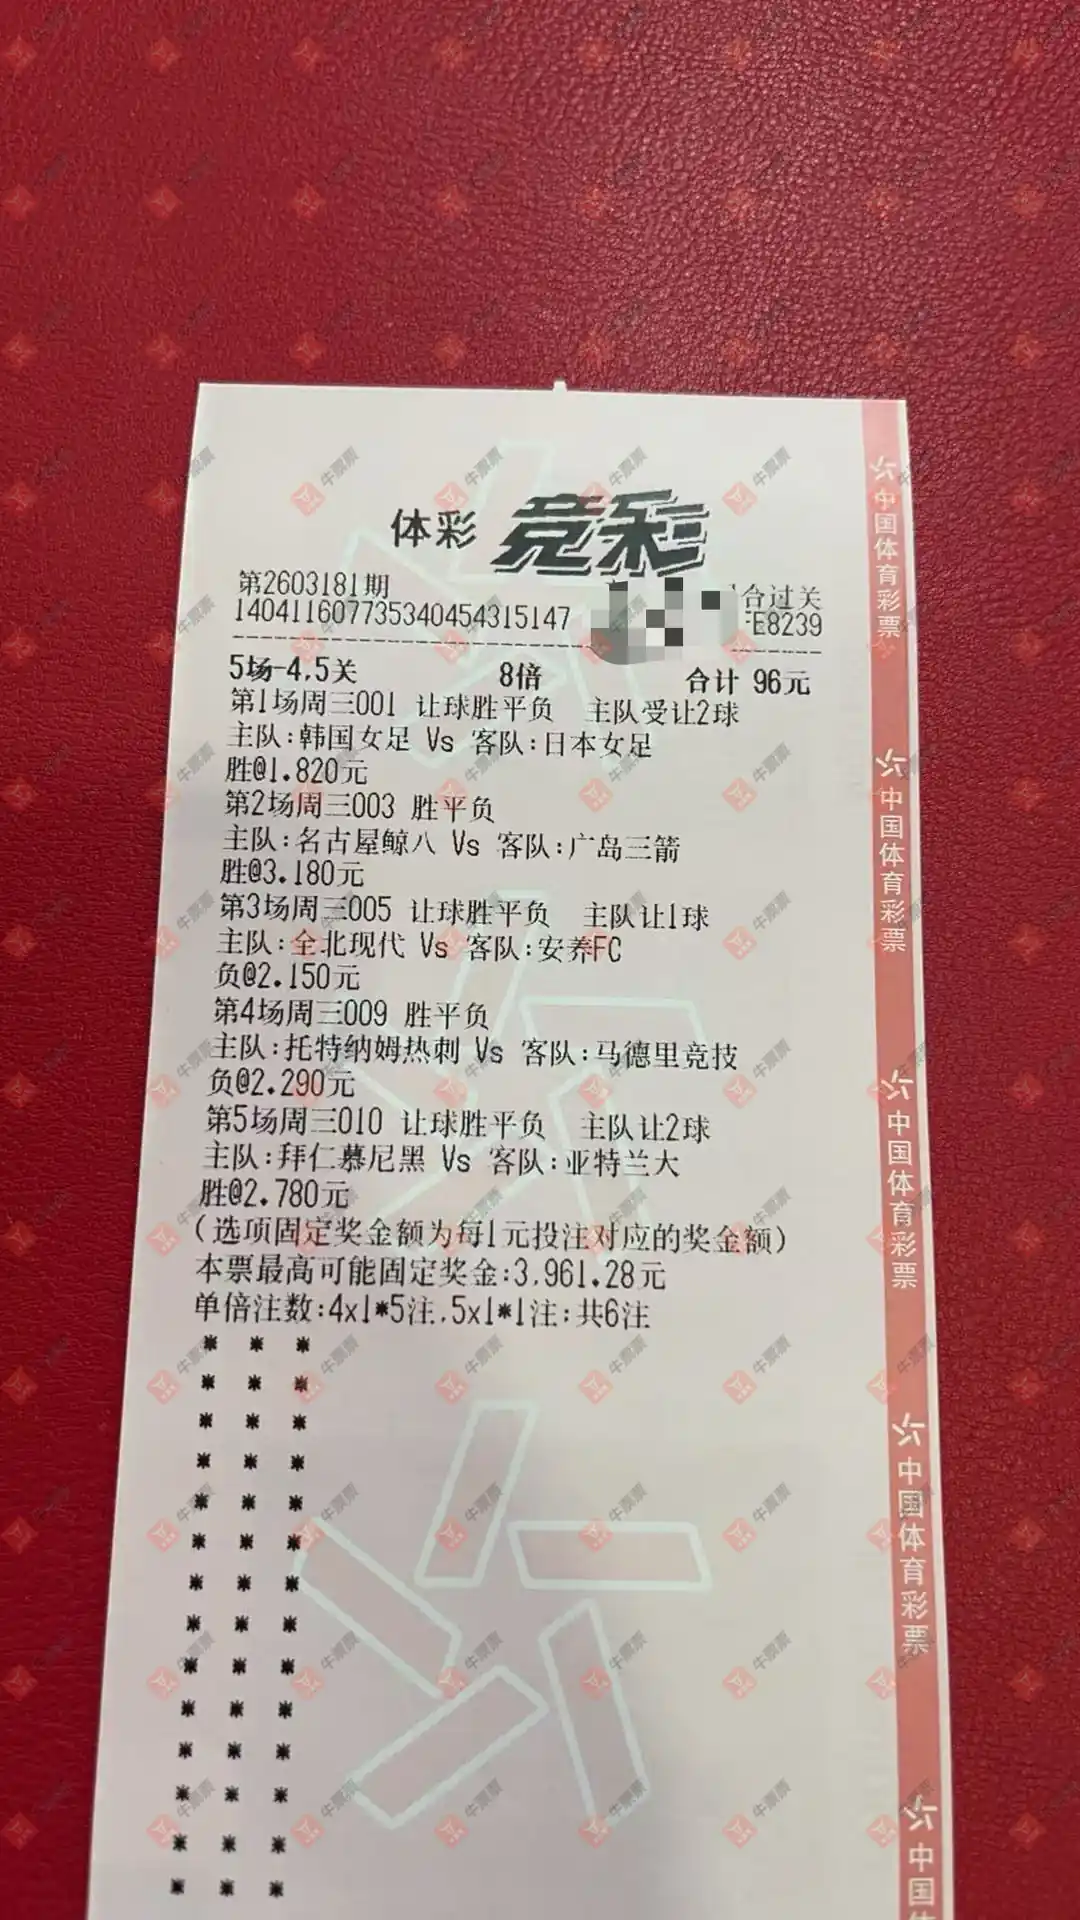 体彩 竞彩
第2603181期 合过关
140411607735340454315147 FE8239
5场-4,5关 8倍 合计 96元
第1场周三001 让球胜平负 主队受让2球
主队:韩国女足 Vs 客队:日本女足
胜@1.820元
第2场周三003 胜平负
主队:名古屋鲸八 Vs 客队:广岛三箭
胜@3.180元
第3场周三005 让球胜平负 主队让1球
主队:全北现代 Vs 客队:安养FC
负@2.150元
第4场周三009 胜平负
主队:托特纳姆热刺 Vs 客队:马德里竞技
负@2.290元
第5场周三010 让球胜平负 主队让2球
主队:拜仁慕尼黑 Vs 客队:亚特兰大
胜@2.780元
(选项固定奖金额为每1元投注对应的奖金额)
本票最高可能固定奖金:3,961.28元
单倍注数:4x1*5注,5x1*1注:共6注
中国体育彩票
中国体育彩票
中国体育彩票
中国体育彩票
中国体
牛票票